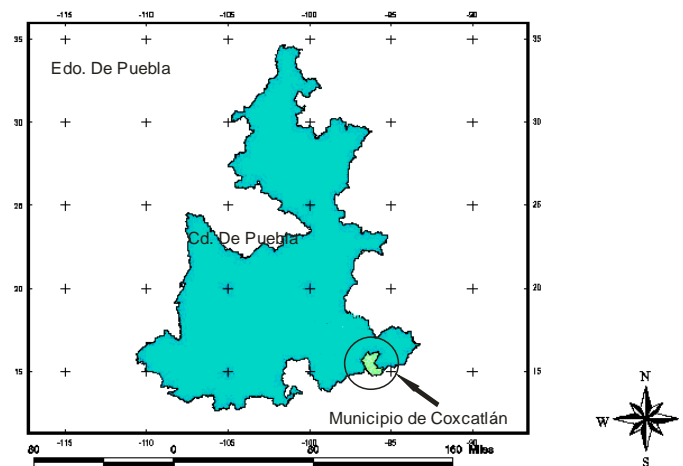 -115 -110 -105 -100 -95 -90
35 35
Edo. De Puebla
30 30
25 25
Cd. De Puebla
20 20
15 15
Municipio de Coxcatlán
-115 -110 -105 -100 -95 -90
80 0 80 160 Miles
N
W E
S